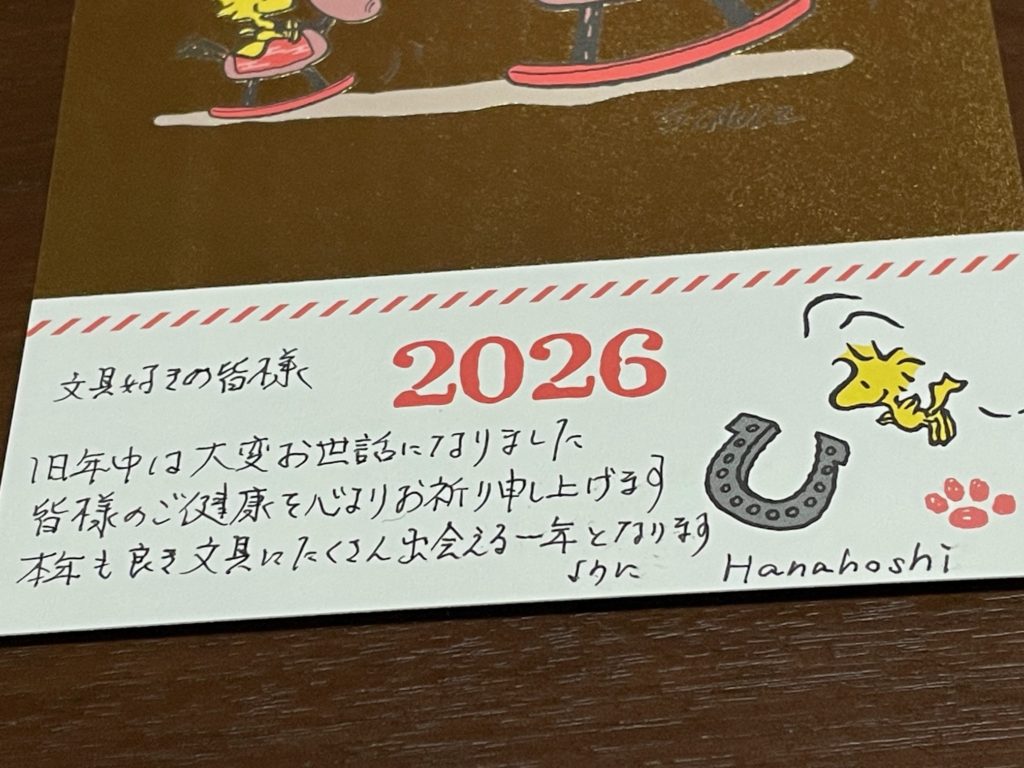 文具好きの皆様
2026
旧年中は大変お世話になりました
皆様のご健康を心よりお祈り申し上げます
本年も良き文具にたくさん出会える一年となります
ように
Hanahoshi